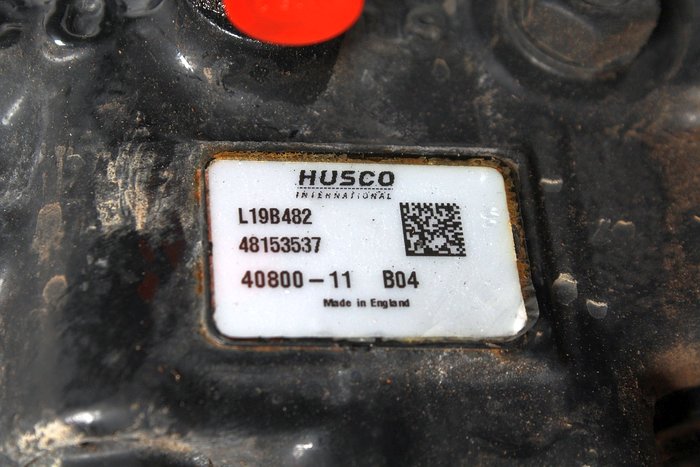 HUSCO
INTERNATIONAL
L19B482
48153537
40800-11 B04
Made in England